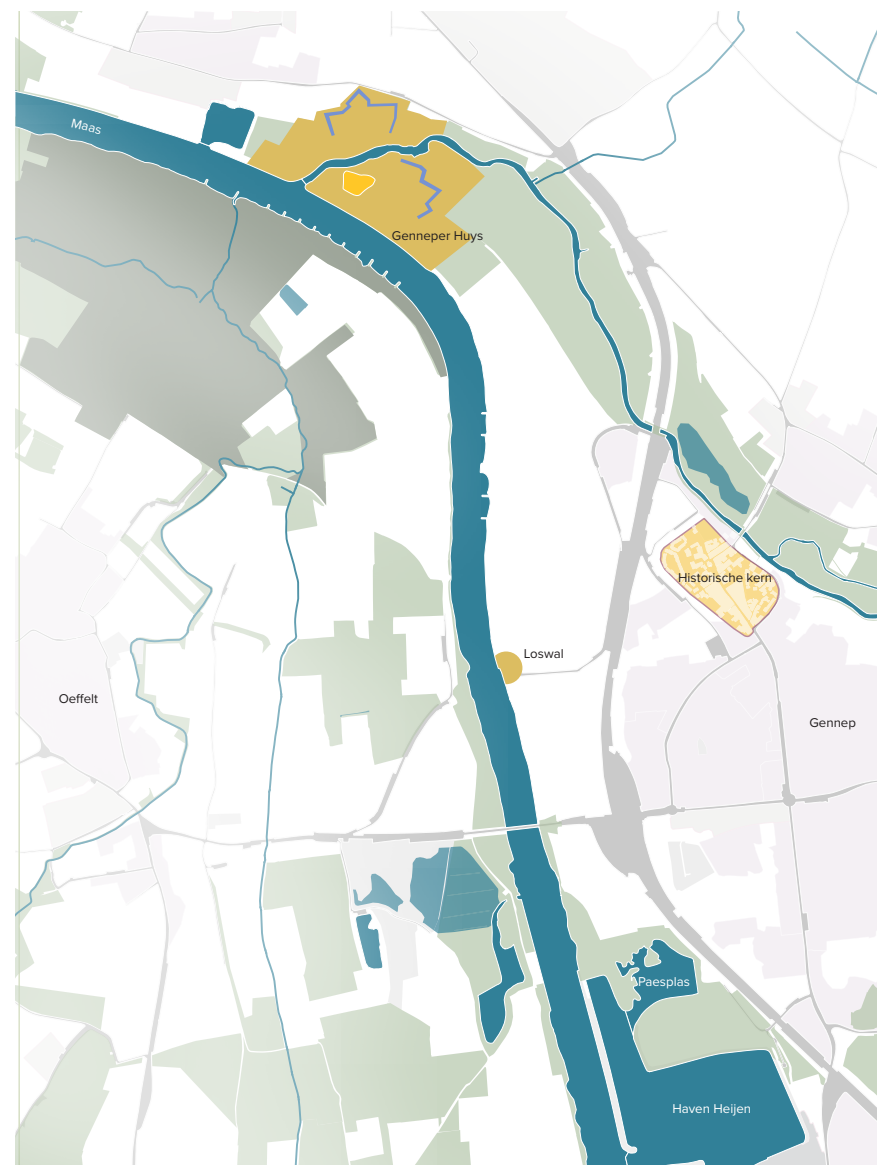 Maas
Genneper Huys
Historische kern
Loswal
Oeffelt
Gennep
Paesplas
Haven Heijen